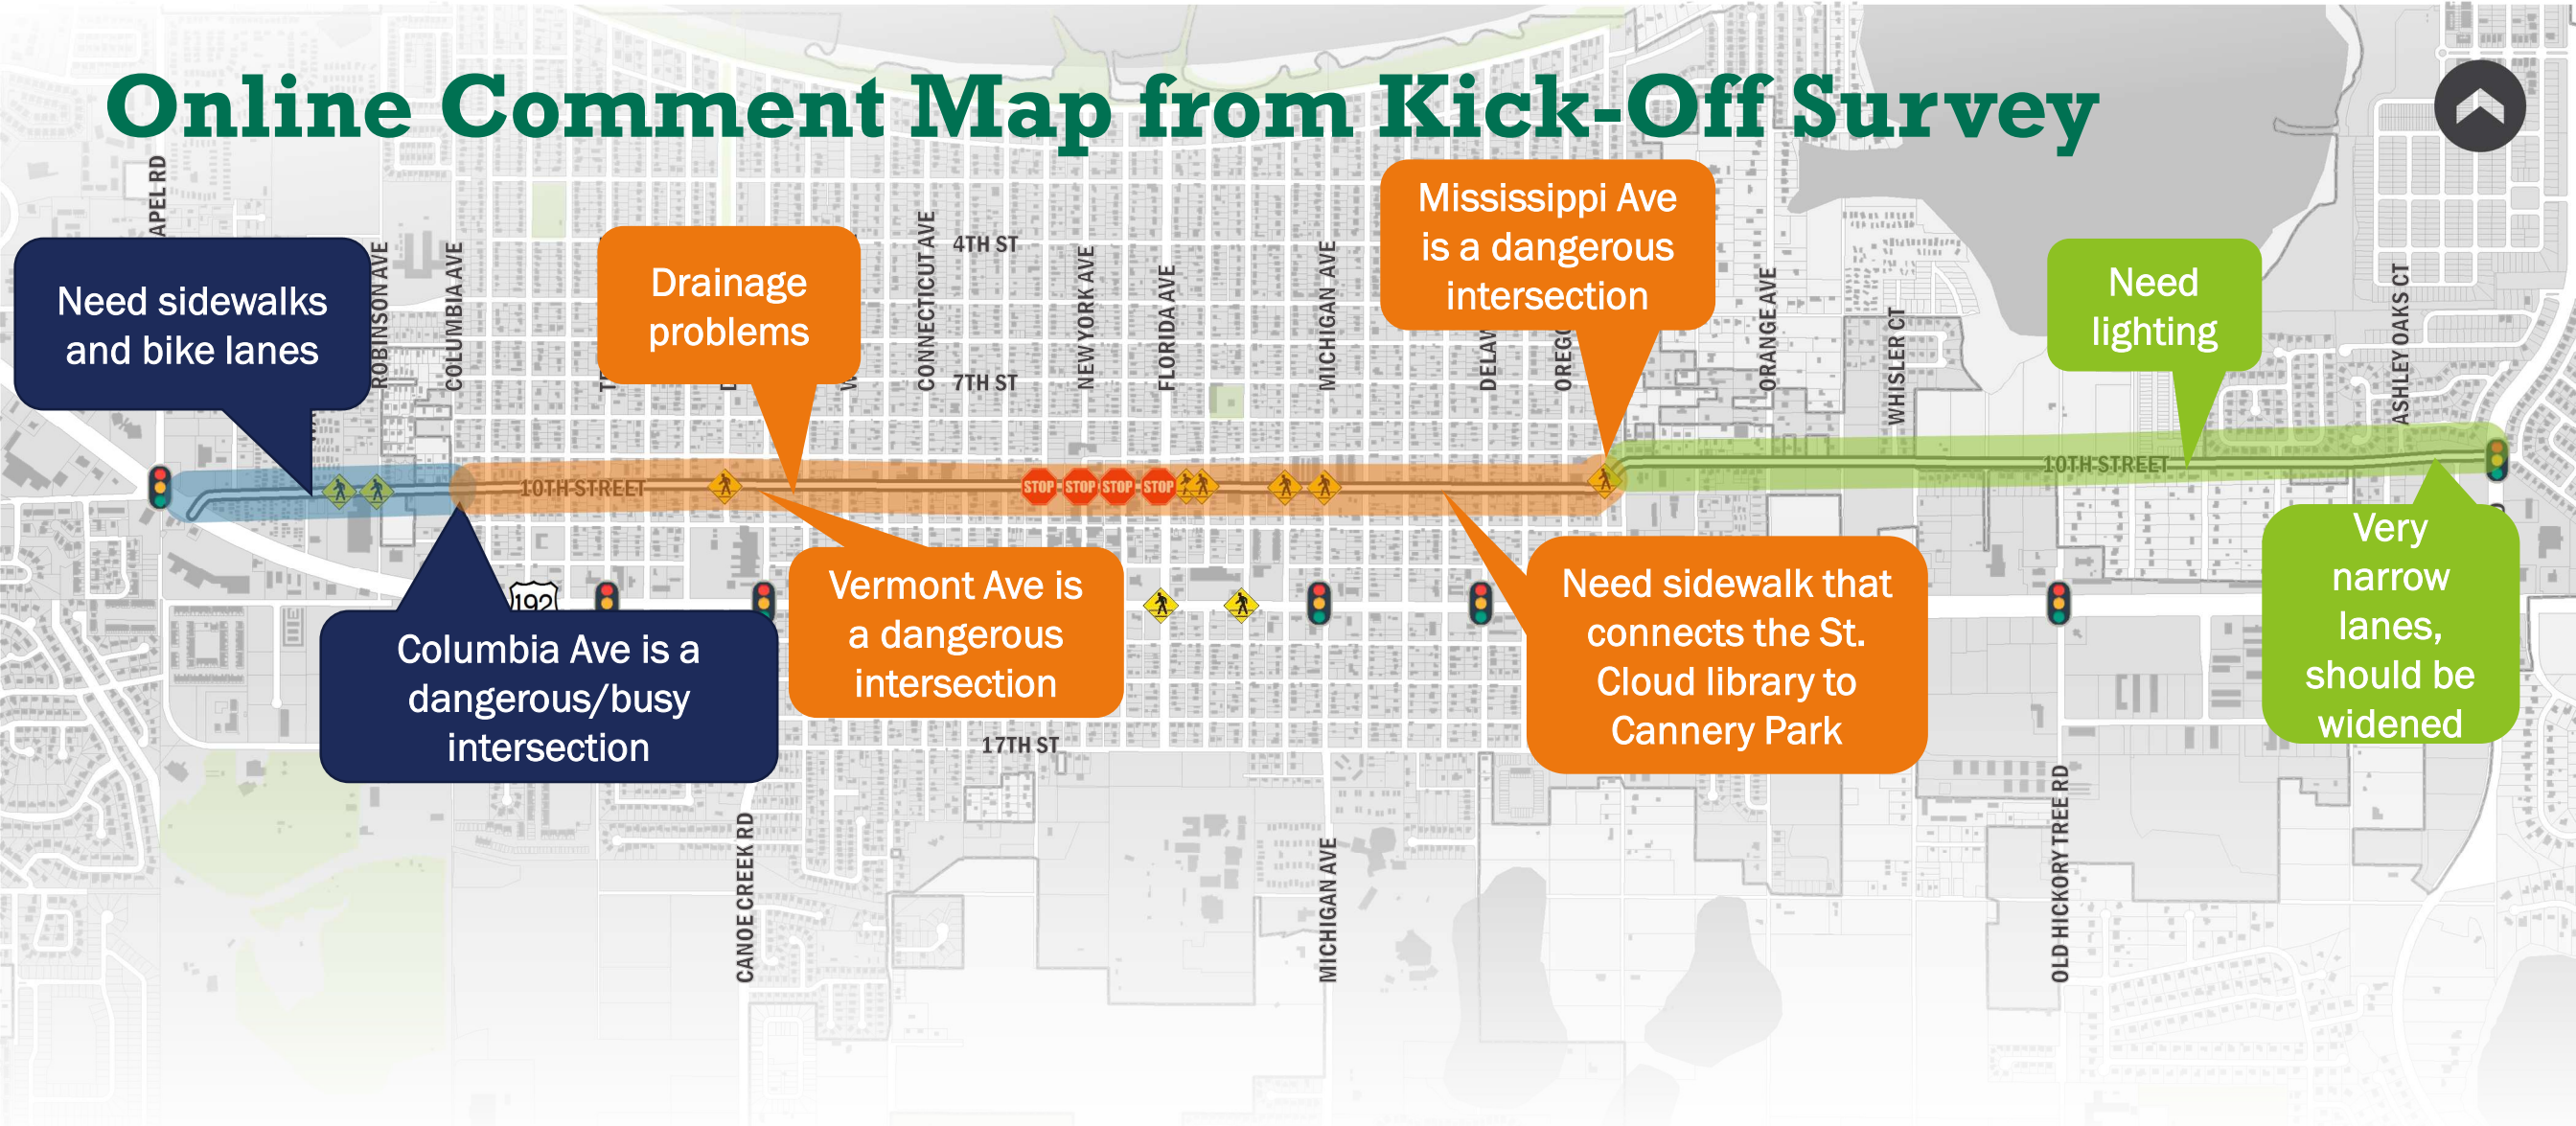 Online Comment Map from Kick-Off Survey
Need sidewalks
and bike lanes
Drainage
problems
Mississippi Ave
is a dangerous
intersection
Need
lighting
Columbia Ave is a
dangerous/busy
intersection
Vermont Ave is
a dangerous
intersection
Need sidewalk that
connects the St.
Cloud library to
Cannery Park
Very
narrow
lanes,
should be
widened
ROBINSON AVE
COLUMBIA AVE
CONNECTICUT AVE
4TH ST
7TH ST
NEW YORK AVE
FLORIDA AVE
MICHIGAN AVE
ORANGE AVE
WHISLER CT
ASHLEY OAKS CT
10TH STREET
STOP
STOP
STOP
STOP
10TH STREET
192
17TH ST
CANOE CREEK RD
MICHIGAN AVE
OLD HICKORY TREE RD